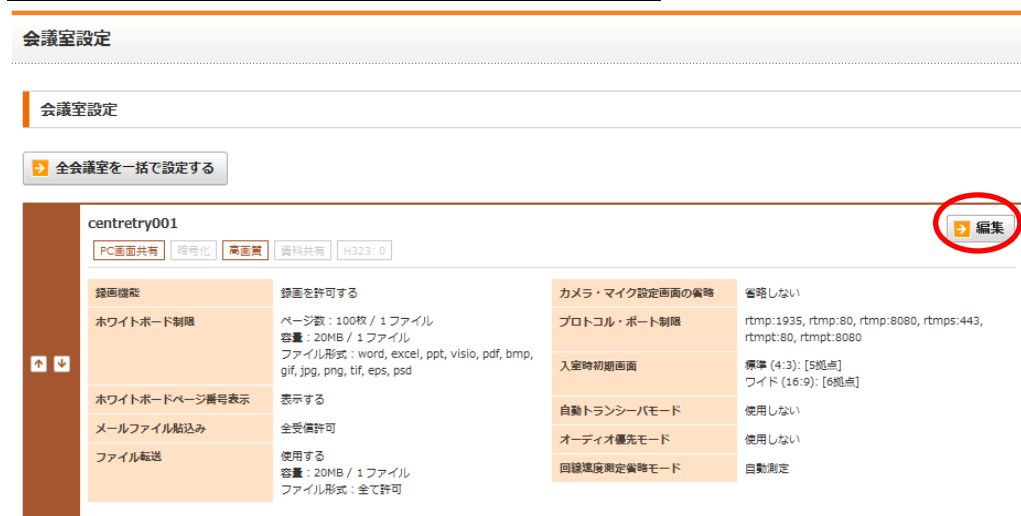 会議室設定
会議室設定
全会議室を一括で設定する
centretry001
編集
PC画面共有 暗号化 高画質 資料共有 H323: 0
録画機能 録画を許可する
ホワイトボード制限 ページ数 : 100枚 / 1ファイル
容量 : 20MB / 1ファイル
ファイル形式 : word, excel, ppt, visio, pdf, bmp,
gif, jpg, png, tif, eps, psd
ホワイトボードページ番号表示 表示する
メールファイル貼込み 全受信許可
ファイル転送 使用する
容量 : 20MB / 1ファイル
ファイル形式 : 全て許可
カメラ・マイク設定画面の省略 省略しない
プロトコル・ポート制限 rtmp:1935, rtmp:80, rtmp:8080, rtmps:443,
rtmpt:80, rtmpt:8080
入室時初期画面 標準 (4:3): [5拠点]
ワイド (16:9): [6拠点]
自動トランシーバモード 使用しない
オーディオ優先モード 使用しない
回線速度測定省略モード 自動測定